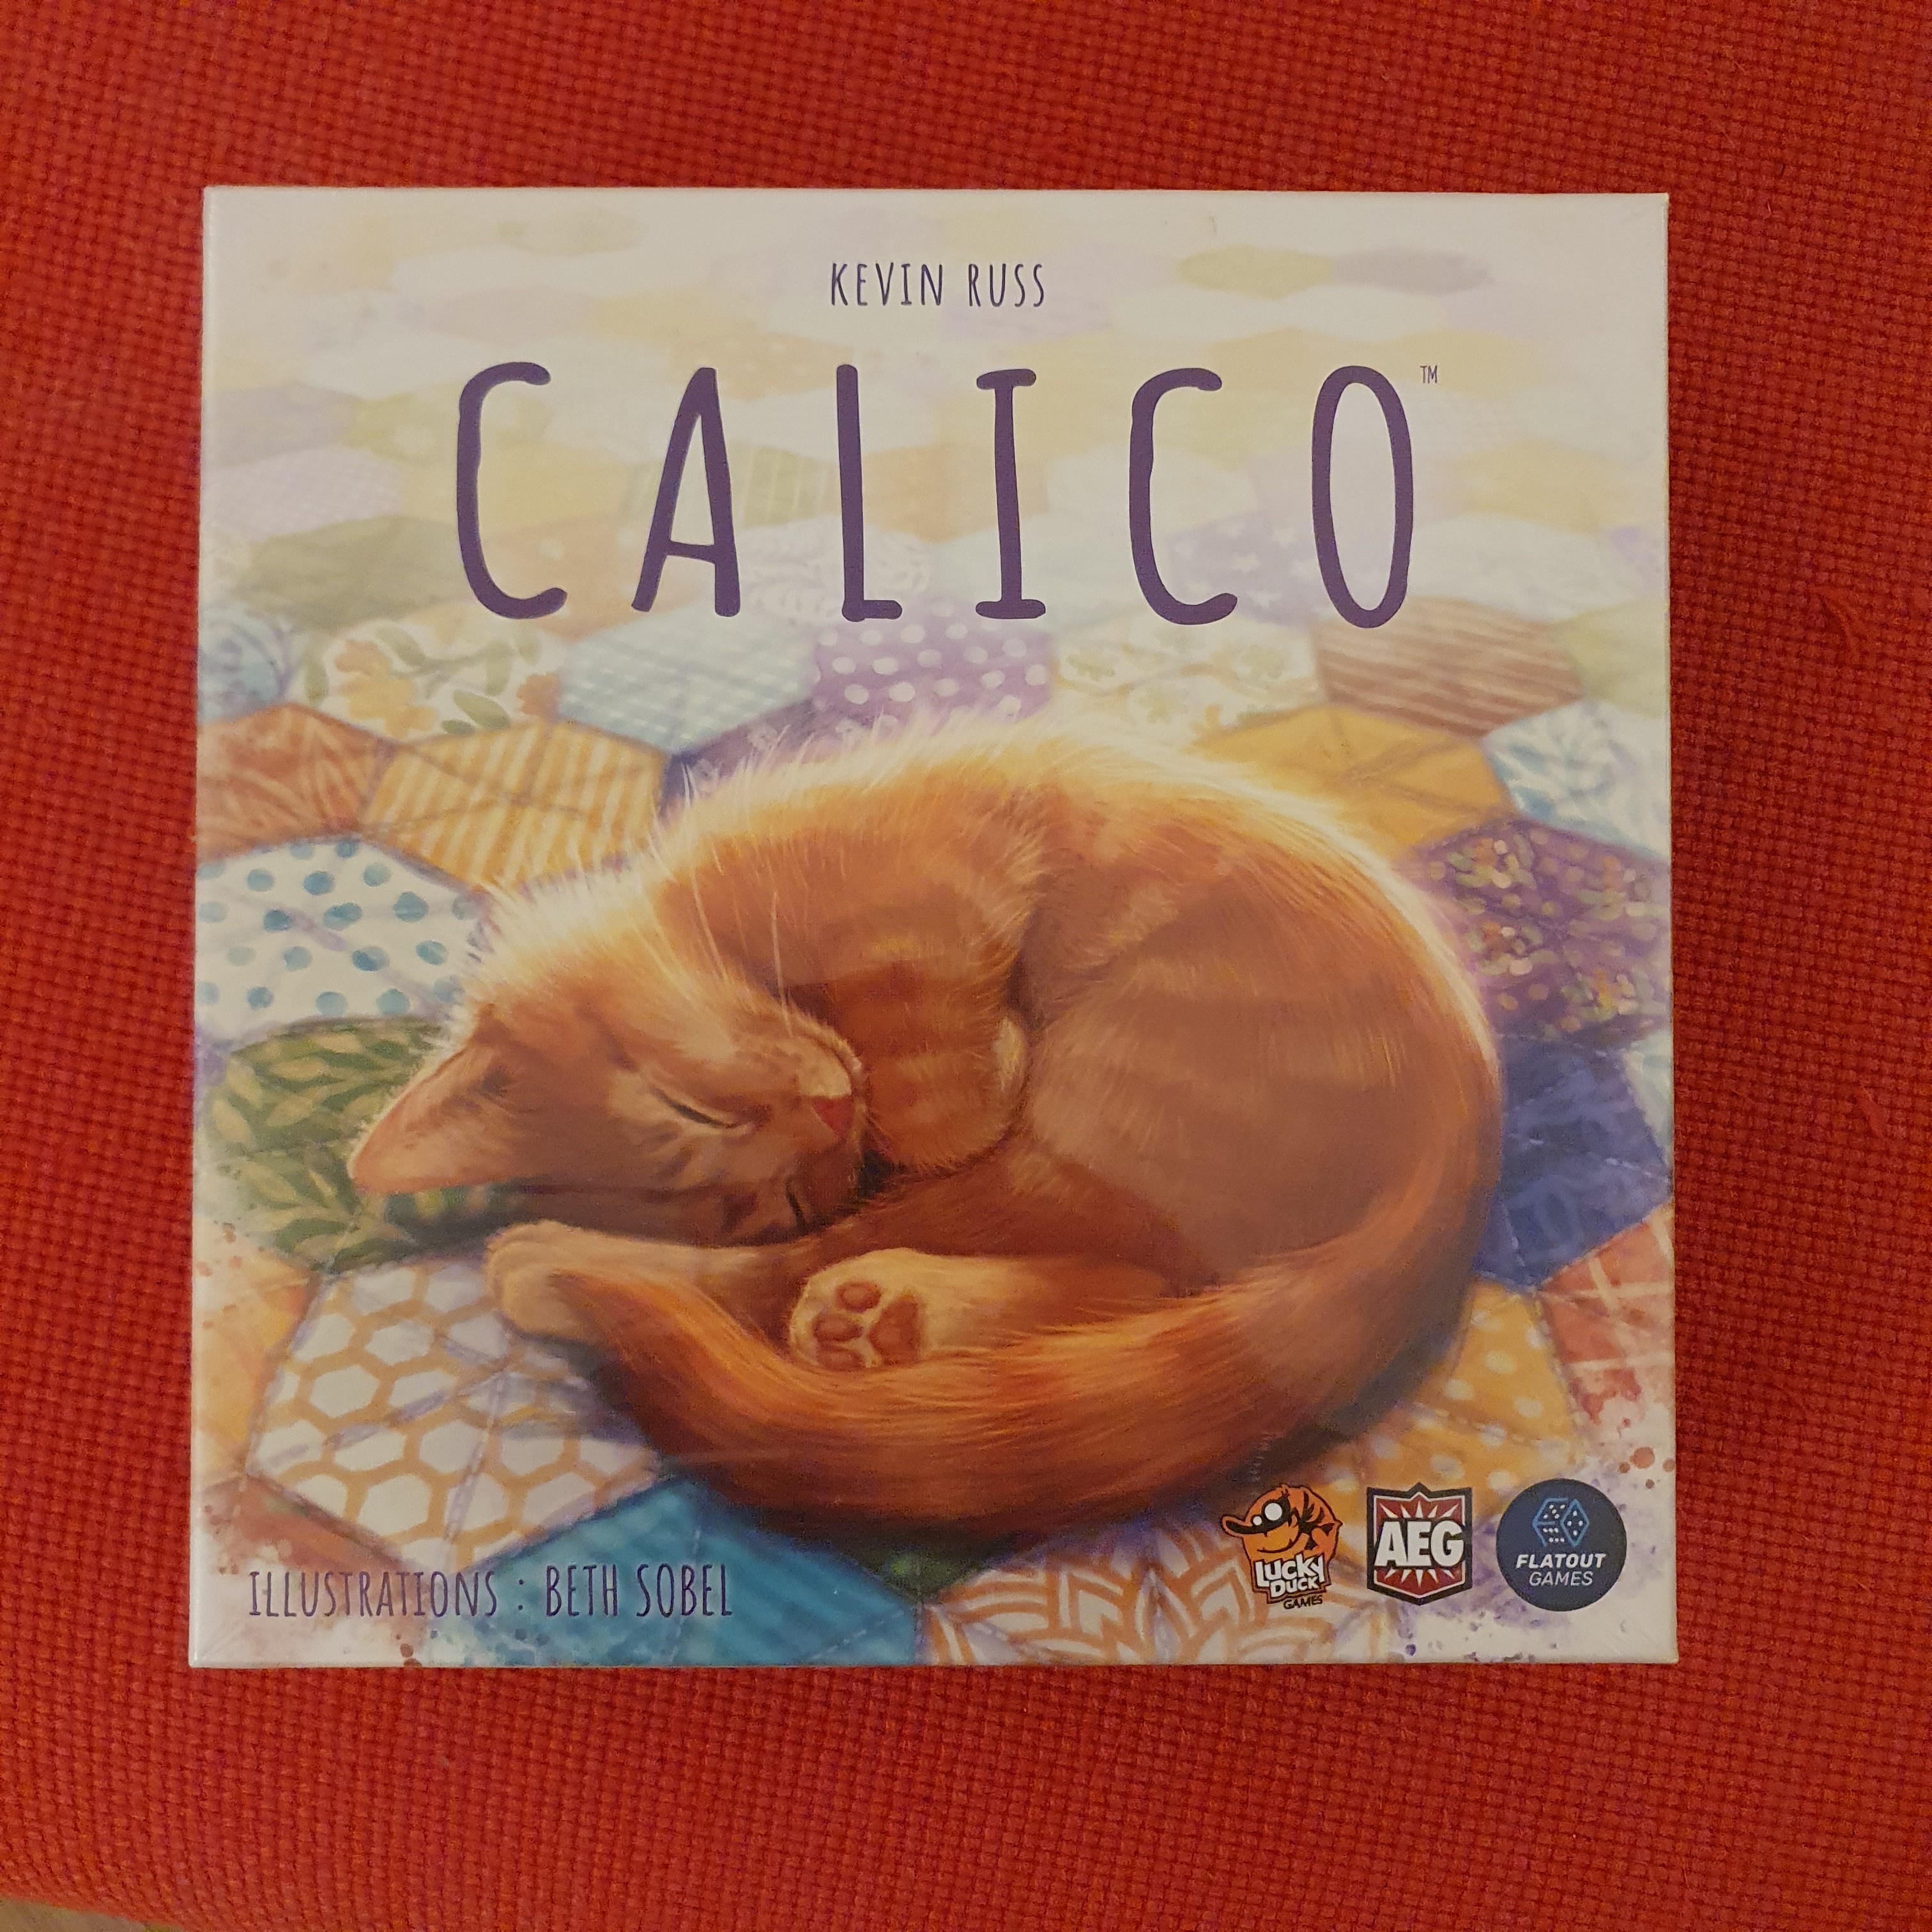 KEVIN RUSS
CALICO™
ILLUSTRATIONS : BETH SOBEL
LUCKY
DUCK
GAMES
AEG
FLATOUT
GAMES